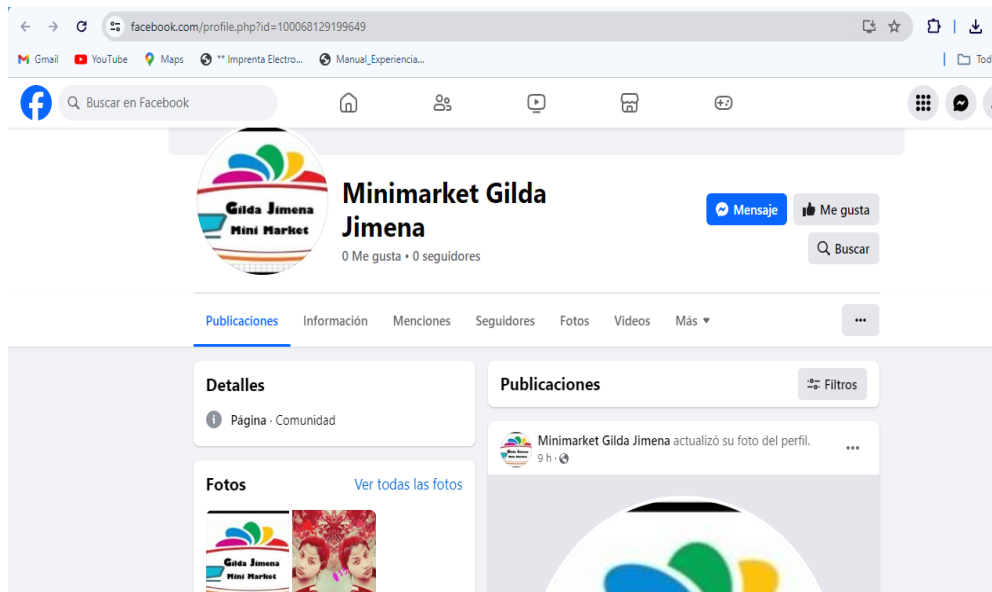 facebook.com/profile.php?id=100068129199649
Gmail YouTube Maps ** Imprenta Electro... Manual_Experiencia... Tod
Buscar en Facebook
Gilda Jimena
Mini Market
Minimarket Gilda
Jimena
0 Me gusta • 0 seguidores
Mensaje
Me gusta
Buscar
Publicaciones Información Menciones Seguidores Fotos Videos Más
Detalles
Página · Comunidad
Fotos
Ver todas las fotos
Gilda Jimena
Mini Market
Publicaciones
Filtros
Minimarket Gilda Jimena actualizó su foto del perfil.
9 h ·